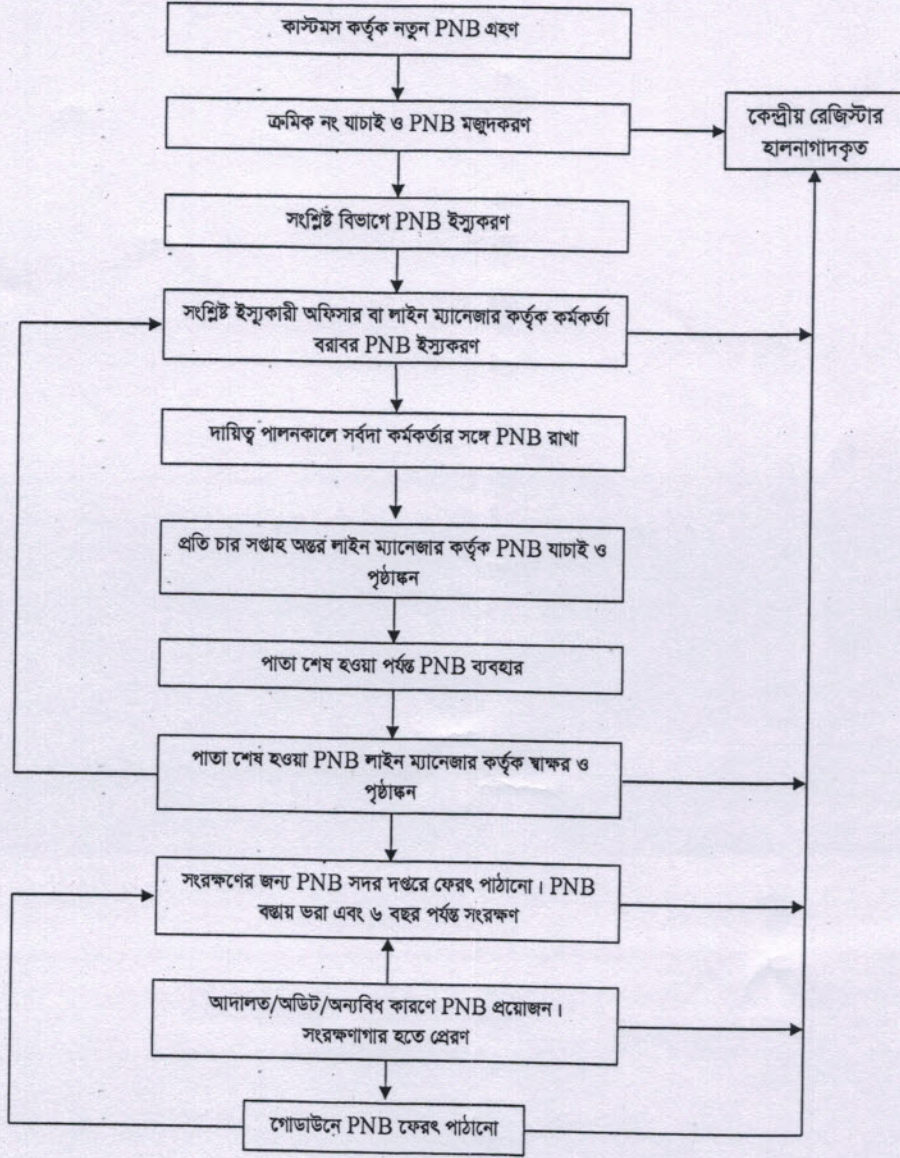 কাস্টমস কর্তৃক নতুন PNB গ্রহণ
ক্রমিক নং যাচাই ও PNB মজুদকরণ
কেন্দ্রীয় রেজিস্টার
হালনাগাদকৃত
সংশ্লিষ্ট বিভাগে PNB ইস্যুকরণ
সংশ্লিষ্ট ইস্যুকারী অফিসার বা লাইন ম্যানেজার কর্তৃক কর্মকর্তা
বরাবর PNB ইস্যুকরণ
দায়িত্ব পালনকালে সর্বদা কর্মকর্তার সঙ্গে PNB রাখা
প্রতি চার সপ্তাহ অন্তর লাইন ম্যানেজার কর্তৃক PNB যাচাই ও
পৃষ্ঠাঙ্কন
পাতা শেষ হওয়া পর্যন্ত PNB ব্যবহার
পাতা শেষ হওয়া PNB লাইন ম্যানেজার কর্তৃক স্বাক্ষর ও
পৃষ্ঠাঙ্কন
সংরক্ষণের জন্য PNB সদর দপ্তরে ফেরৎ পাঠানো। PNB
বস্তায় ভরা এবং ৬ বছর পর্যন্ত সংরক্ষণ
আদালত/অডিট/অন্যবিধ কারণে PNB প্রয়োজন।
সংরক্ষণাগার হতে প্রেরণ
গোডাউনে PNB ফেরৎ পাঠানো